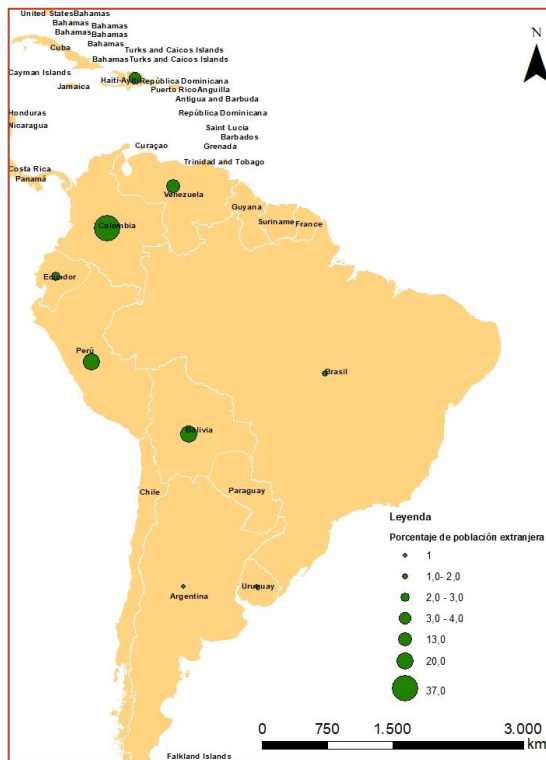 United States Bahamas
Bahamas Bahamas
Bahamas Bahamas
Bahamas
Cuba
Turks and Caicos Islands
Bahamas Turks and Caicos Islands
Cayman Islands
Haití-Ayiti República Dominicana
Jamaica
Puerto Rico Anguilla
Antigua and Barbuda
Honduras
República Dominicana
Nicaragua
Saint Lucia
Barbados
Curaçao
Grenada
Trinidad and Tobago
Costa Rica
Panamá
Venezuela
Guyana
Suriname France
Colombia
Ecuador
Perú
Brasil
Bolivia
Chile
Paraguay
Argentina
Uruguay
Falkland Islands
N
Leyenda
Porcentaje de población extranjera
1
1,0- 2,0
2,0 - 3,0
3,0 - 4,0
13,0
20,0
37,0
0 750 1.500 3.000
km